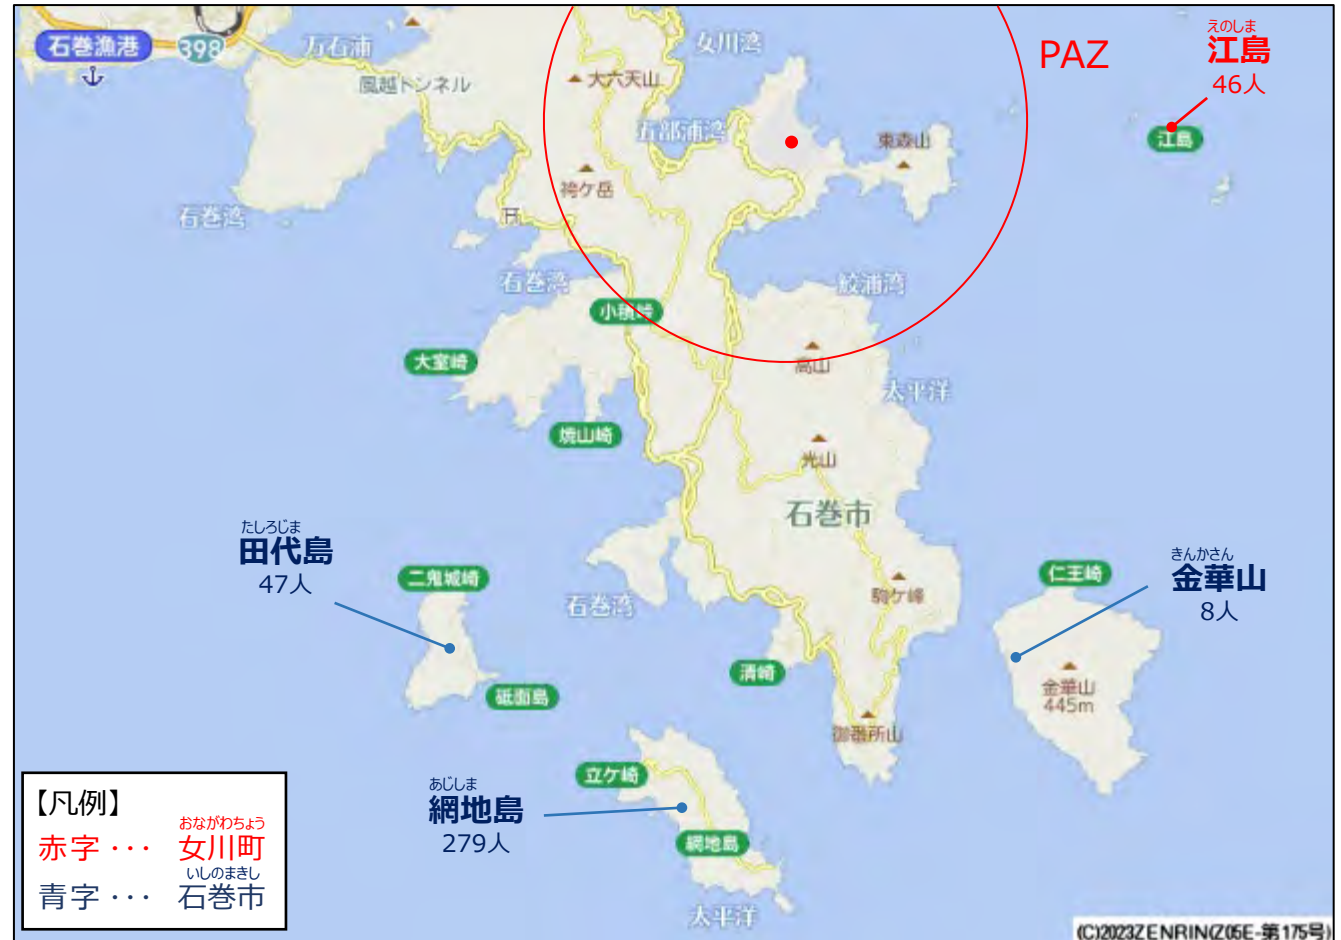 石巻漁港
398
万石浦
風越トンネル
大六天山
女川湾
五部浦湾
PAZ
えのしま
江島
46人
江島
東森山
袴ケ岳
石巻湾
石巻湾
鮫浦湾
小積崎
大室崎
高山
太平洋
焼山崎
光山
石巻市
たしろじま
田代島
47人
二鬼城崎
石巻湾
駒ケ峰
仁王崎
きんかさん
金華山
8人
清崎
砥面島
金華山
445m
御番所山
立ケ崎
あじしま
網地島
279人
網地島
太平洋
【凡例】
赤字 ・・・
おながわちょう
女川町
青字 ・・・
いしのまきし
石巻市
(C)2023ZENRIN(Z05E-第175号)